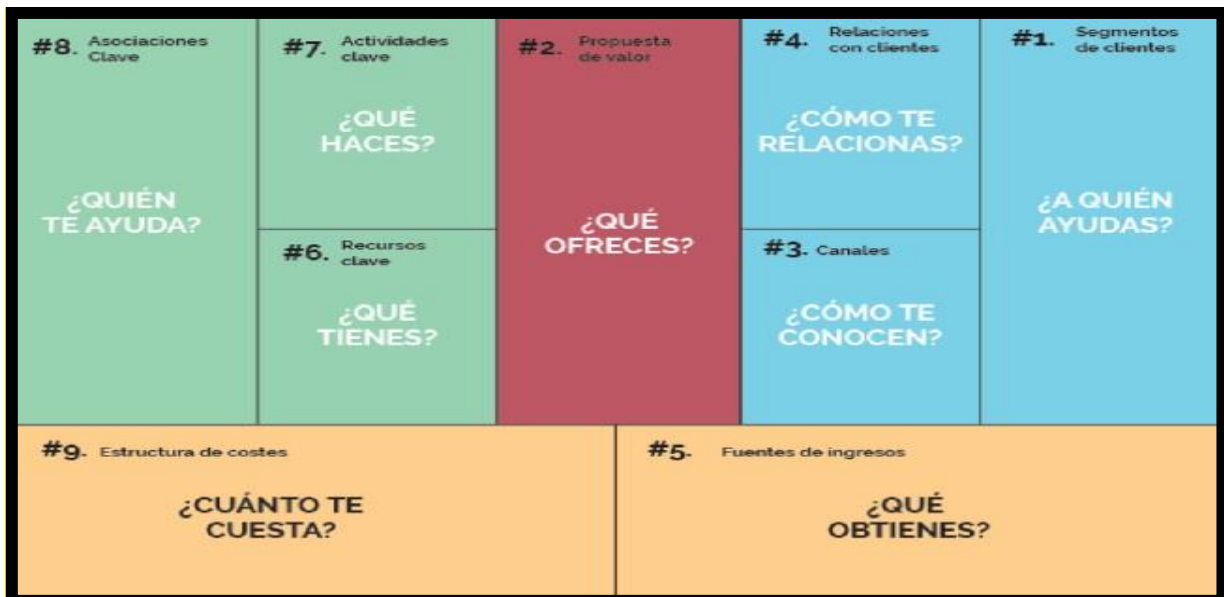 #8. Asociaciones
Clave
¿QUIÉN
TE AYUDA?
#7. Actividades
clave
¿QUÉ
HACES?
#6. Recursos
clave
¿QUÉ
TIENES?
#2. Propuesta
de valor
¿QUÉ
OFRECES?
#4. Relaciones
con clientes
¿CÓMO TE
RELACIONAS?
#3. Canales
¿CÓMO TE
CONOCEN?
#1. Segmentos
de clientes
¿A QUIÉN
AYUDAS?
#9. Estructura de costes
¿CUÁNTO TE
CUESTA?
#5. Fuentes de ingresos
¿QUÉ
OBTIENES?